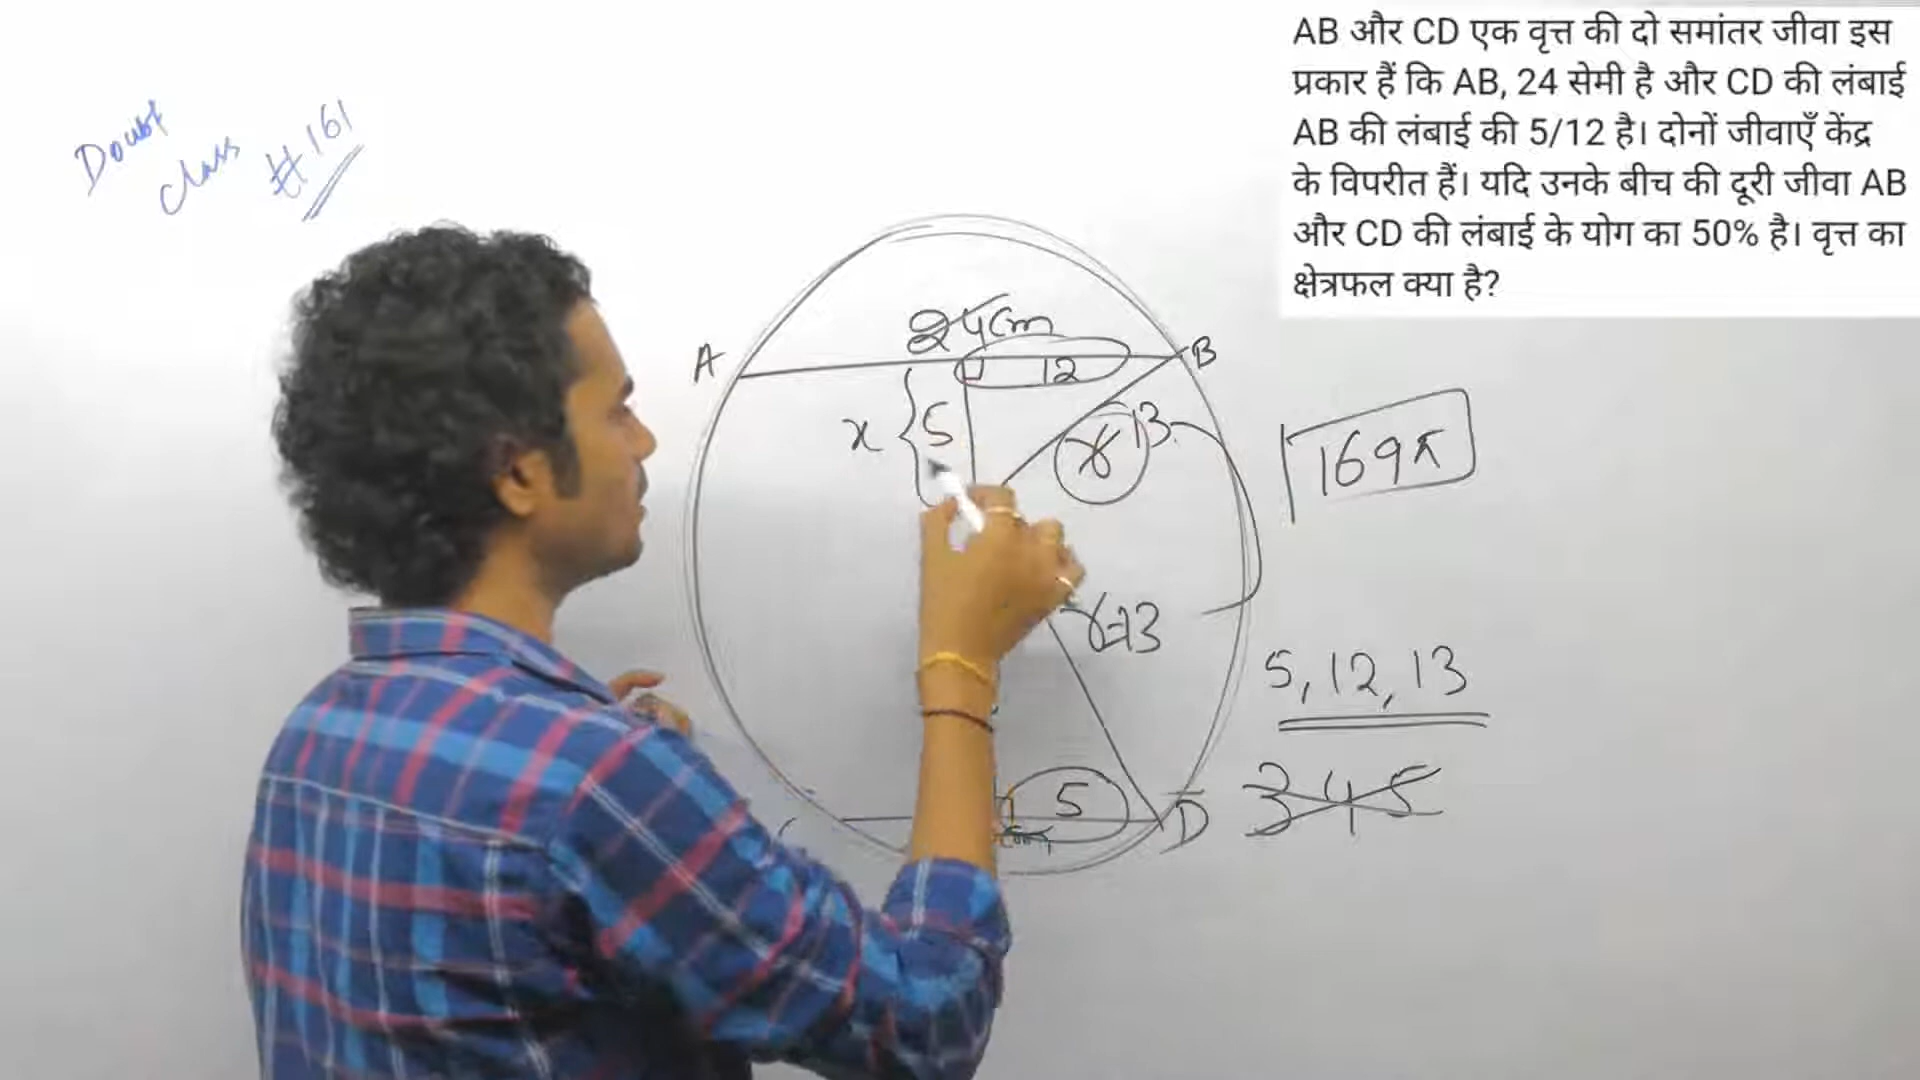 AB और CD एक वृत्त की दो समांतर जीवा इस
प्रकार हैं कि AB, 24 सेमी है और CD की लंबाई
AB की लंबाई की 5/12 है। दोनों जीवाएँ केंद्र
के विपरीत हैं। यदि उनके बीच की दूरी जीवा AB
और CD की लंबाई के योग का 50% है। वृत्त का
क्षेत्रफल क्या है?
Doubt
class #161
24cm
A
B
12
x { 5
13
169π
13
5, 12, 13
3 4 5
5
D